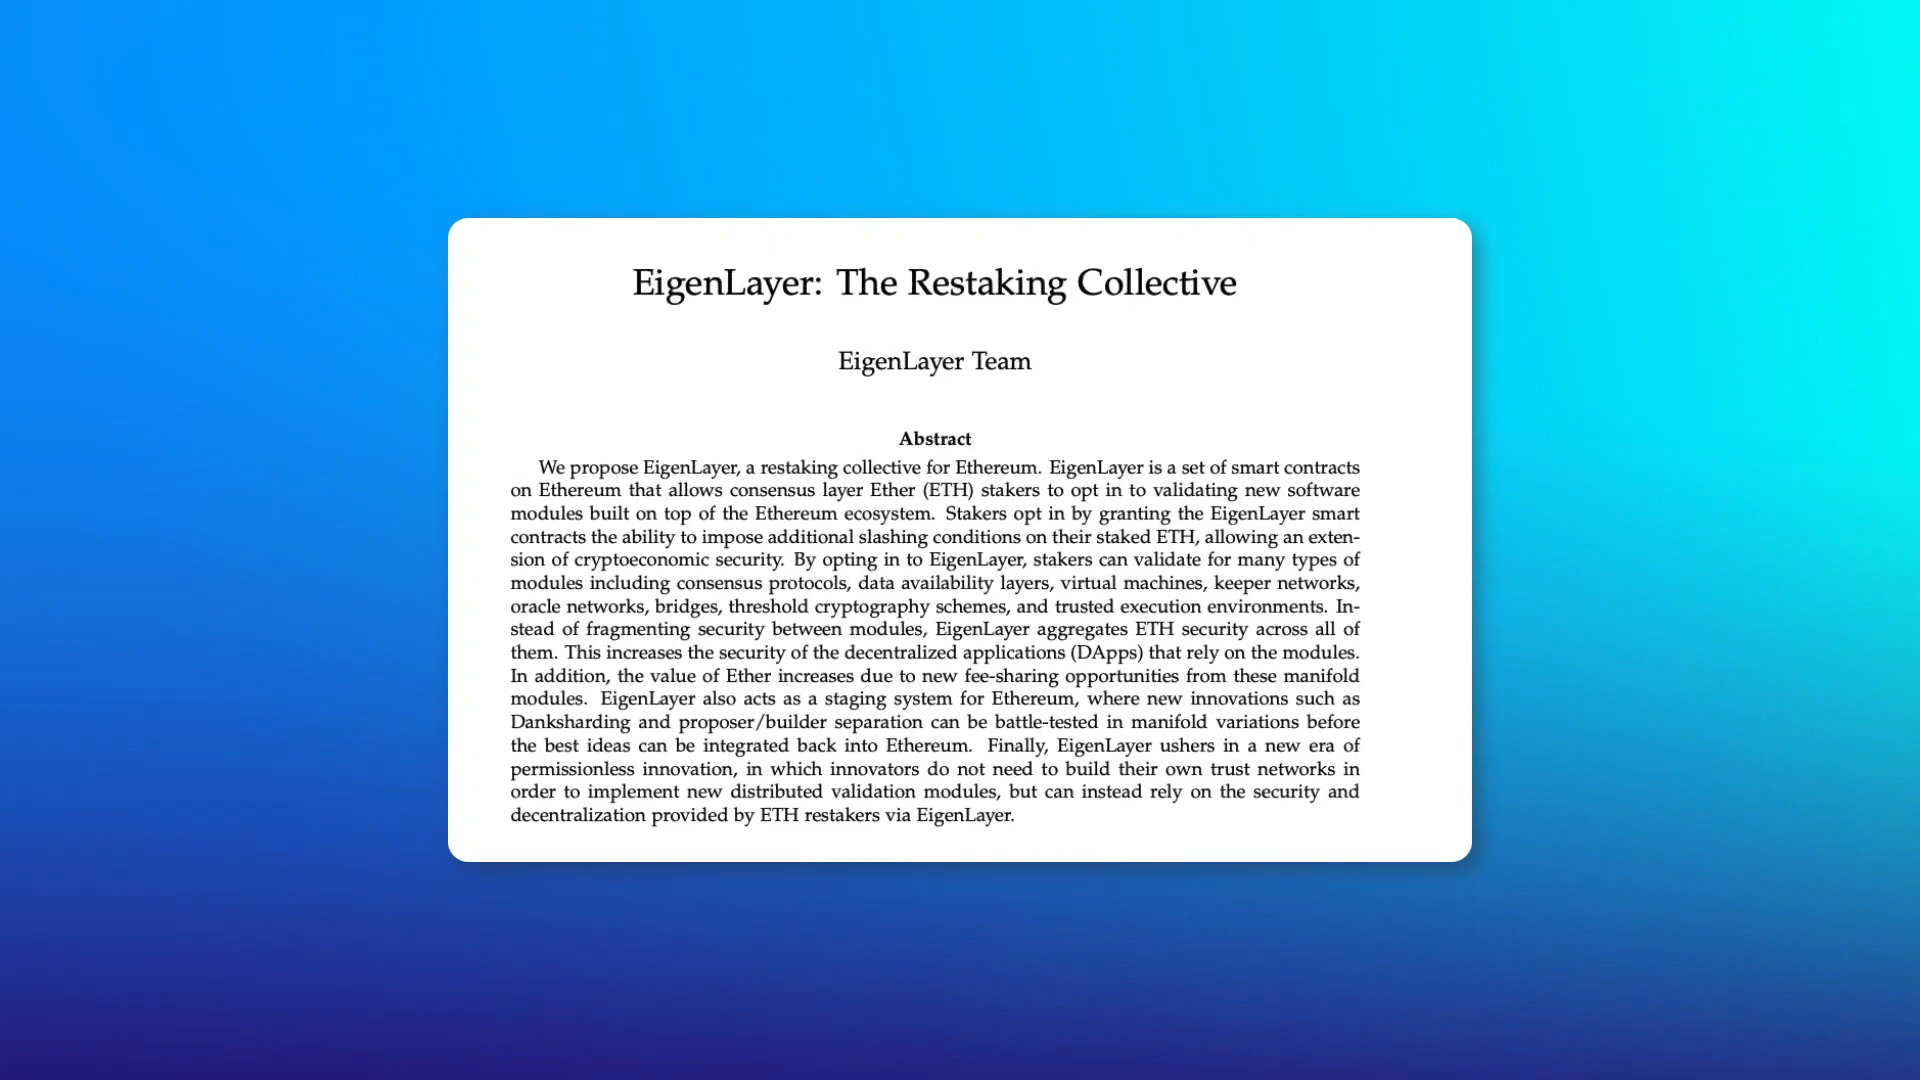 EigenLayer: The Restaking Collective
EigenLayer Team
Abstract
We propose EigenLayer, a restaking collective for Ethereum. EigenLayer is a set of smart contracts
on Ethereum that allows consensus layer Ether (ETH) stakers to opt in to validating new software
modules built on top of the Ethereum ecosystem. Stakers opt in by granting the EigenLayer smart
contracts the ability to impose additional slashing conditions on their staked ETH, allowing an exten-
sion of cryptoeconomic security. By opting in to EigenLayer, stakers can validate for many types of
modules including consensus protocols, data availability layers, virtual machines, keeper networks,
oracle networks, bridges, threshold cryptography schemes, and trusted execution environments. In-
stead of fragmenting security between modules, EigenLayer aggregates ETH security across all of
them. This increases the security of the decentralized applications (DApps) that rely on the modules.
In addition, the value of Ether increases due to new fee-sharing opportunities from these manifold
modules. EigenLayer also acts as a staging system for Ethereum, where new innovations such as
Danksharding and proposer/builder separation can be battle-tested in manifold variations before
the best ideas can be integrated back into Ethereum. Finally, EigenLayer ushers in a new era of
permissionless innovation, in which innovators do not need to build their own trust networks in
order to implement new distributed validation modules, but can instead rely on the security and
decentralization provided by ETH restakers via EigenLayer.